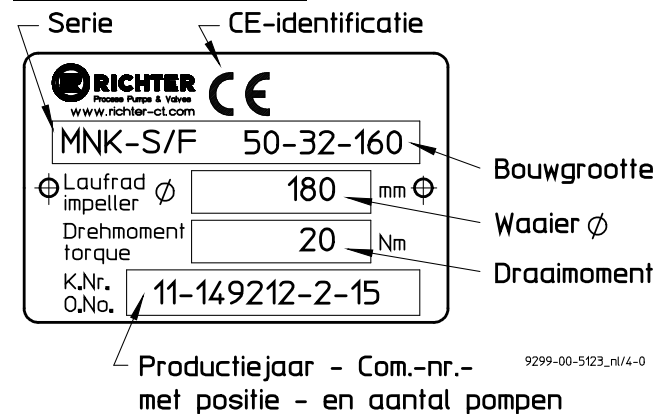 Serie CE-identificatie
RICHTER CE
Process Pumps & Valves
www.richter-ct.com
MNK-S/F 50-32-160
Bouwgrootte
Laufrad
impeller Ø 180 mm
Waaier Ø
Drehmoment
torque 20 Nm
Draaimoment
K.Nr.
O.No. 11-149212-2-15
Productiejaar - Com.-nr.-
met positie - en aantal pompen
9299-00-5123_nl/4-0